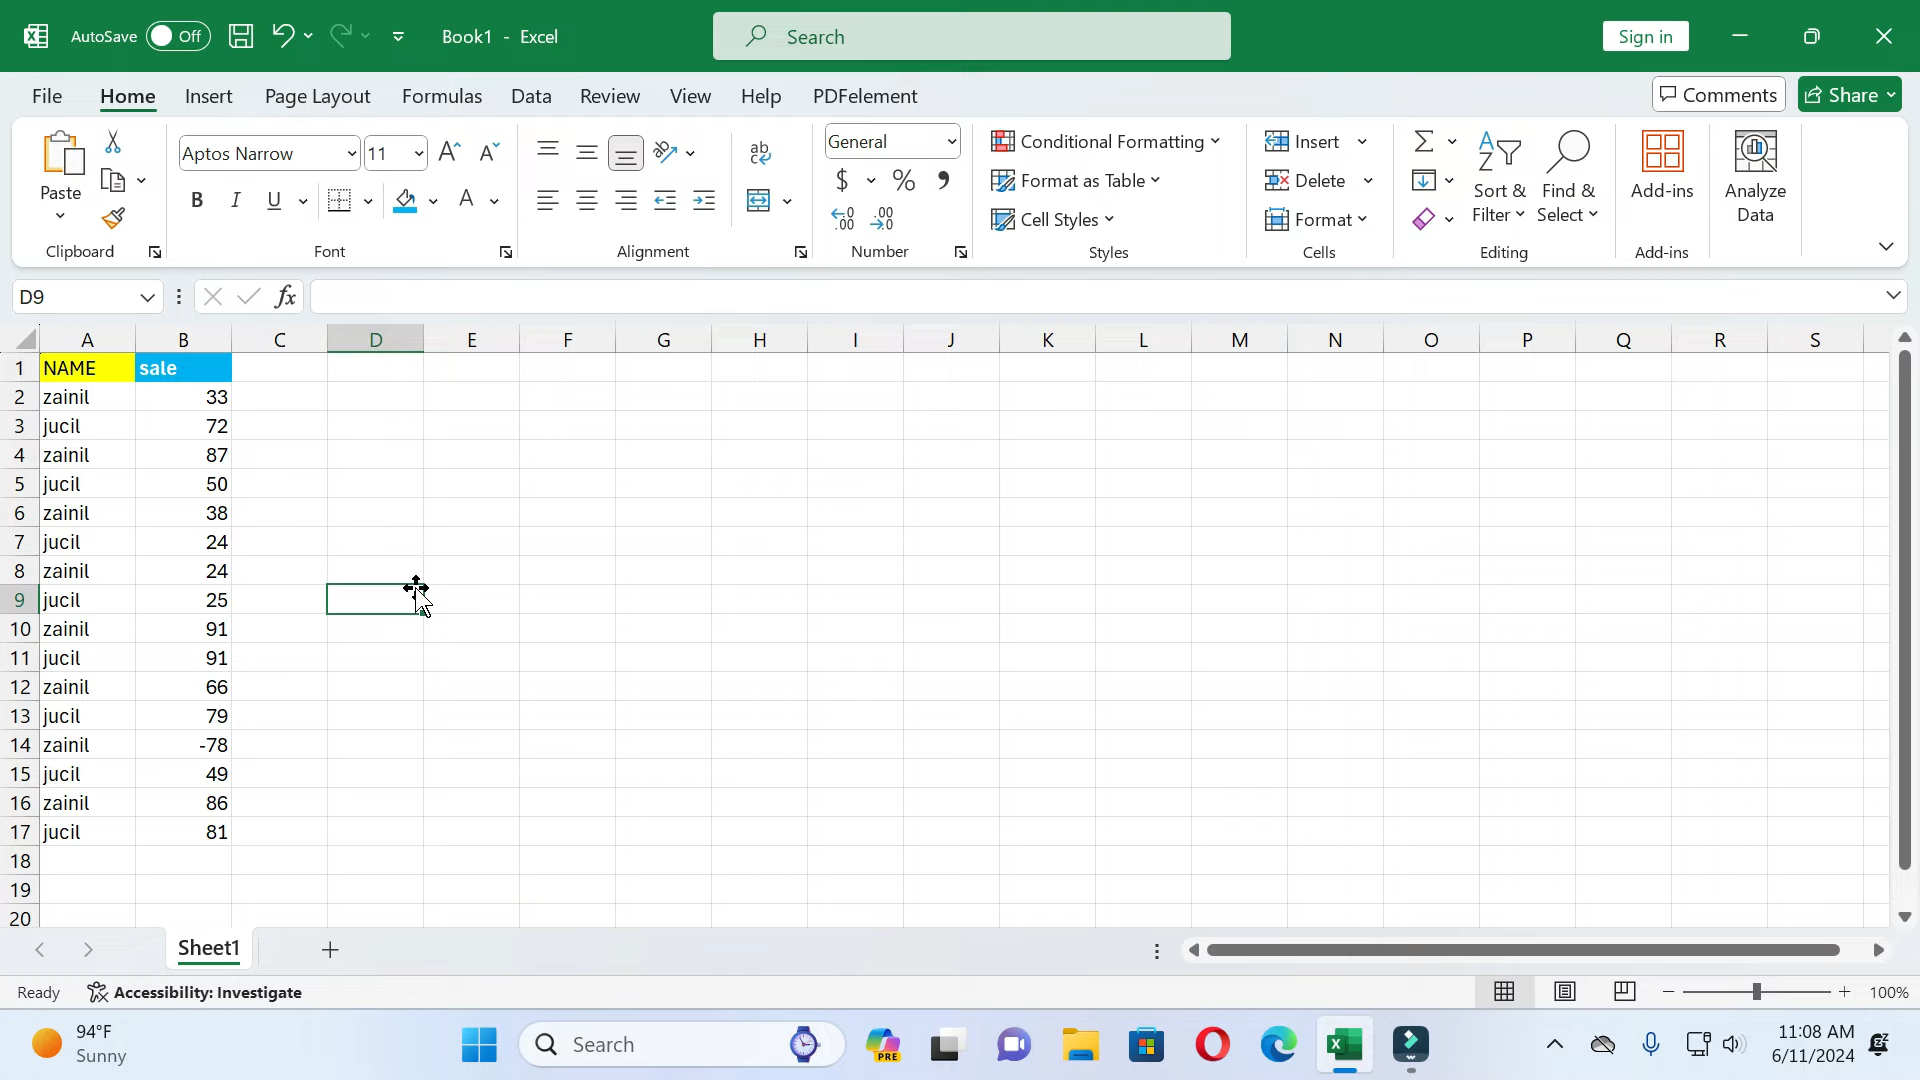 AutoSave Off Book1 - Excel Search Sign in
File Home Insert Page Layout Formulas Data Review View Help PDFelement Comments Share
Paste
Clipboard
Aptos Narrow 11
B I U A
Font
ab
Alignment
General
$ % ,
.00 .00
Number
Conditional Formatting
Format as Table
Cell Styles
Styles
Insert
Delete
Format
Cells
Sort & Filter
Find & Select
Editing
Add-ins
Add-ins
Analyze Data
D9 fx
A B C D E F G H I J K L M N O P Q R S
1 NAME sale
2 zainil 33
3 jucil 72
4 zainil 87
5 jucil 50
6 zainil 38
7 jucil 24
8 zainil 24
9 jucil 25
10 zainil 91
11 jucil 91
12 zainil 66
13 jucil 79
14 zainil -78
15 jucil 49
16 zainil 86
17 jucil 81
18
19
20
Sheet1
Ready Accessibility: Investigate 100%
94°F
Sunny
Search
PRE
11:08 AM
6/11/2024